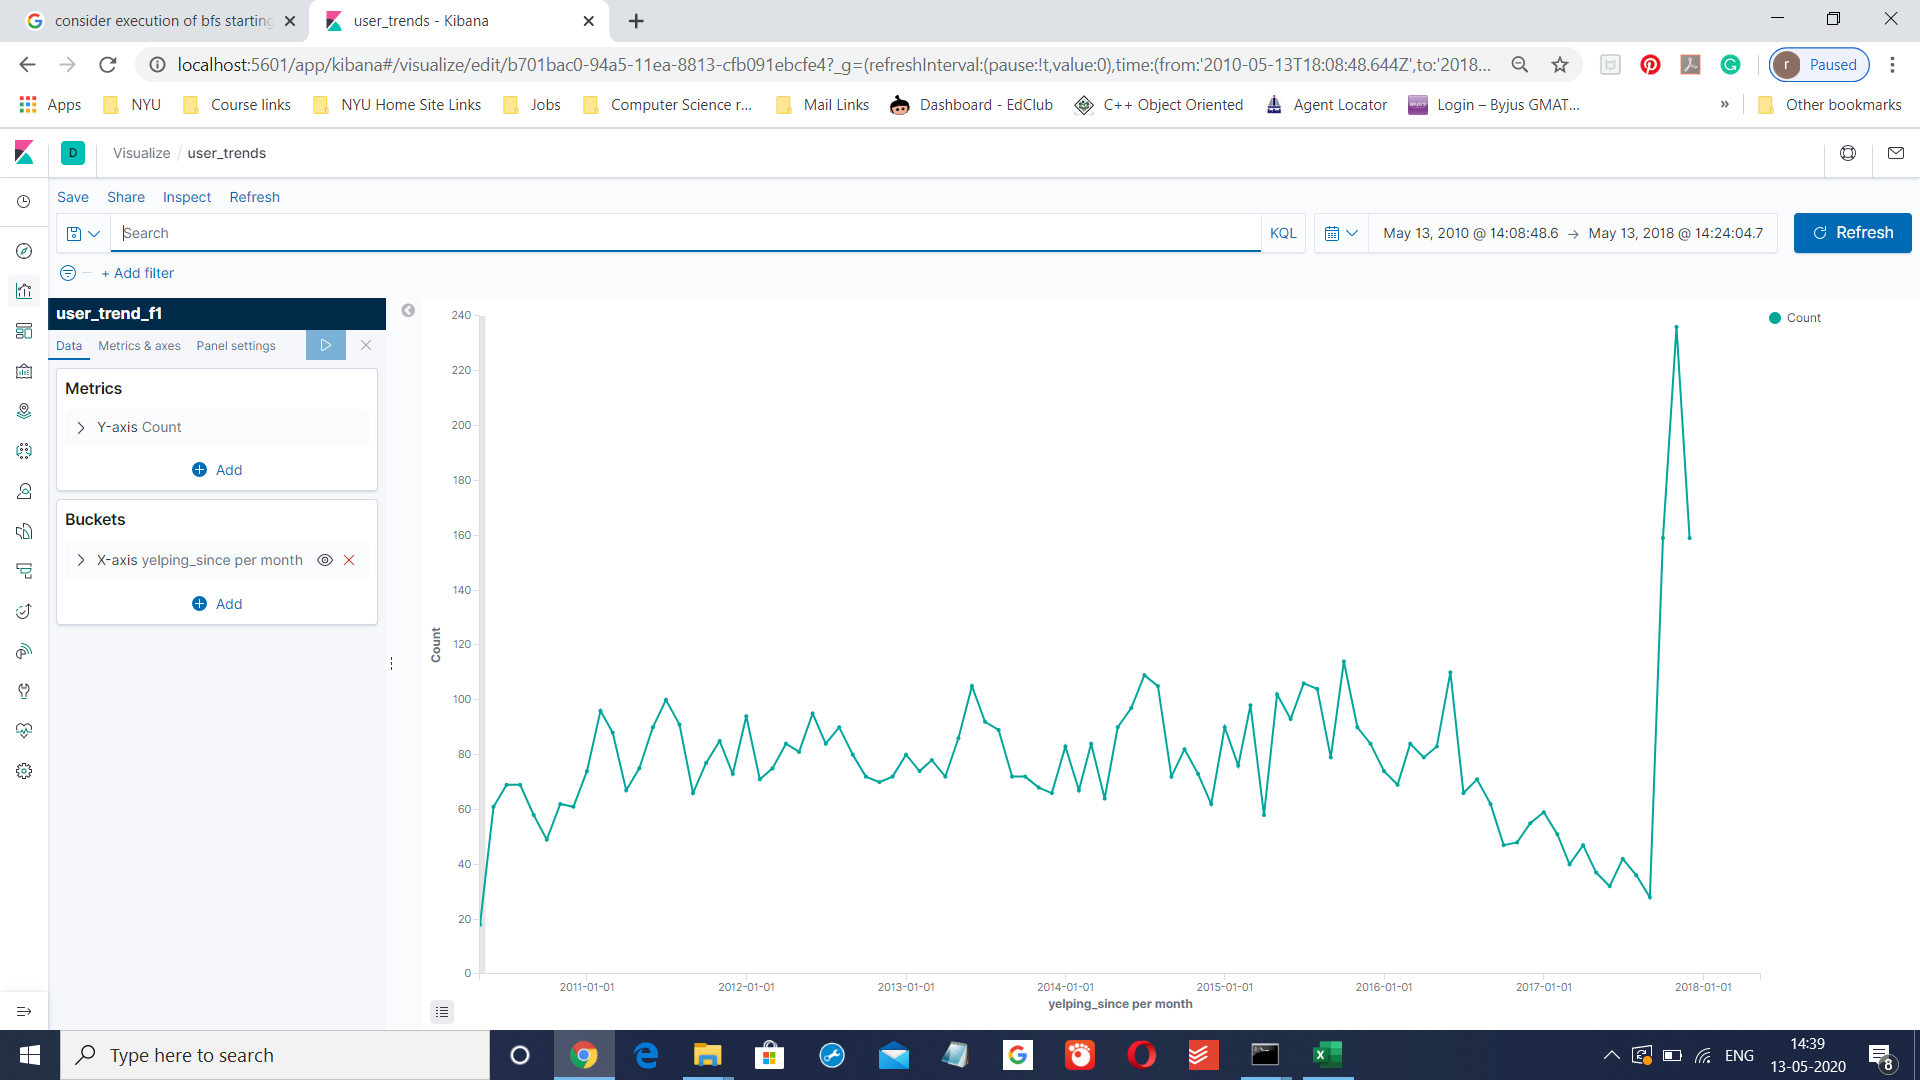 consider execution of bfs starting
user_trends - Kibana
localhost:5601/app/kibana#/visualize/edit/b701bac0-94a5-11ea-8813-cfb091ebcfe4?_g=(refreshInterval:(pause:!t,value:0),time:(from:'2010-05-13T18:08:48.644Z',to:'2018...
r Paused
Apps NYU Course links NYU Home Site Links Jobs Computer Science r... Mail Links Dashboard - EdClub C++ Object Oriented Agent Locator Login – Byjus GMAT... » Other bookmarks
D Visualize / user_trends
Save Share Inspect Refresh
Search KQL May 13, 2010 @ 14:08:48.6 → May 13, 2018 @ 14:24:04.7 Refresh
+ Add filter
user_trend_f1
Data Metrics & axes Panel settings
Metrics
Y-axis Count
Add
Buckets
X-axis yelping_since per month
Add
Count
240
220
200
180
160
140
120
100
80
60
40
20
0
Count
2011-01-01 2012-01-01 2013-01-01 2014-01-01 2015-01-01 2016-01-01 2017-01-01 2018-01-01
yelping_since per month
Type here to search
ENG
14:39
13-05-2020
8